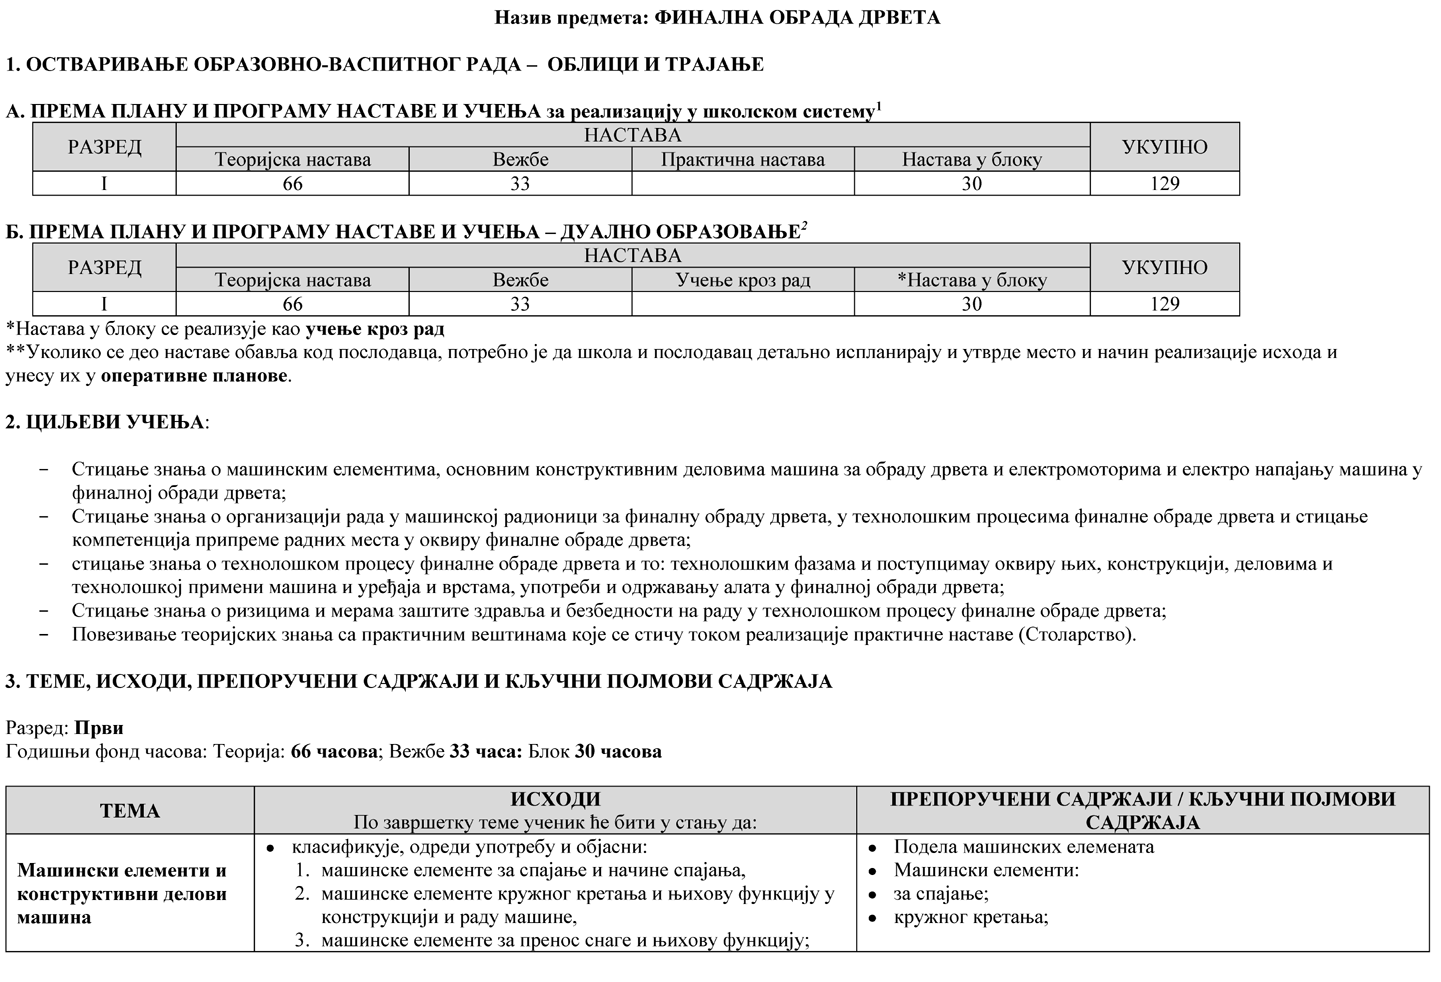 Назив предмета: ФИНАЛНА ОБРАДА ДРВЕТА
1. ОСТВАРИВАЊЕ ОБРАЗОВНО-ВАСПИТНОГ РАДА – ОБЛИЦИ И ТРАЈАЊЕ
А. ПРЕМА ПЛАНУ И ПРОГРАМУ НАСТАВЕ И УЧЕЊА за реализацију у школском систему1
РАЗРЕД
НАСТАВА
УКУПНО
Теоријска настава
Вежбе
Практична настава
Настава у блоку
I
66
33
30
129
Б. ПРЕМА ПЛАНУ И ПРОГРАМУ НАСТАВЕ И УЧЕЊА – ДУАЛНО ОБРАЗОВАЊЕ2
РАЗРЕД
НАСТАВА
УКУПНО
Теоријска настава
Вежбе
Учење кроз рад
*Настава у блоку
I
66
33
30
129
*Настава у блоку се реализује као учење кроз рад
**Уколико се део наставе обавља код послодавца, потребно је да школа и послодавац детаљно испланирају и утврде место и начин реализације исхода и
унесу их у оперативне планове.
2. ЦИЉЕВИ УЧЕЊА:
– Стицање знања о машинским елементима, основним конструктивним деловима машина за обраду дрвета и електромоторима и електро напајању машина у
финалној обради дрвета;
– Стицање знања о организацији рада у машинској радионици за финалну обраду дрвета, у технолошким процесима финалне обраде дрвета и стицање
компетенција припреме радних места у оквиру финалне обраде дрвета;
– стицање знања о технолошком процесу финалне обраде дрвета и то: технолошким фазама и поступцимау оквиру њих, конструкцији, деловима и
технолошкој примени машина и уређаја и врстама, употреби и одржавању алата у финалној обради дрвета;
– Стицање знања о ризицима и мерама заштите здравља и безбедности на раду у технолошком процесу финалне обраде дрвета;
– Повезивање теоријских знања са практичним вештинама које се стичу током реализације практичне наставе (Столарство).
3. ТЕМЕ, ИСХОДИ, ПРЕПОРУЧЕНИ САДРЖАЈИ И КЉУЧНИ ПОЈМОВИ САДРЖАЈА
Разред: Први
Годишњи фонд часова: Теорија: 66 часова; Вежбе 33 часа: Блок 30 часова
ТЕМА
ИСХОДИ
По завршетку теме ученик ће бити у стању да:
ПРЕПОРУЧЕНИ САДРЖАЈИ / КЉУЧНИ ПОЈМОВИ
САДРЖАЈА
Машински елементи и
конструктивни делови
машина
• класификује, одреди употребу и објасни:
1. машинске елементе за спајање и начине спајања,
2. машинске елементе кружног кретања и њихову функцију у
конструкцији и раду машине,
3. машинске елементе за пренос снаге и њихову функцију;
• Подела машинских елемената
• Машински елементи:
• за спајање;
• кружног кретања;